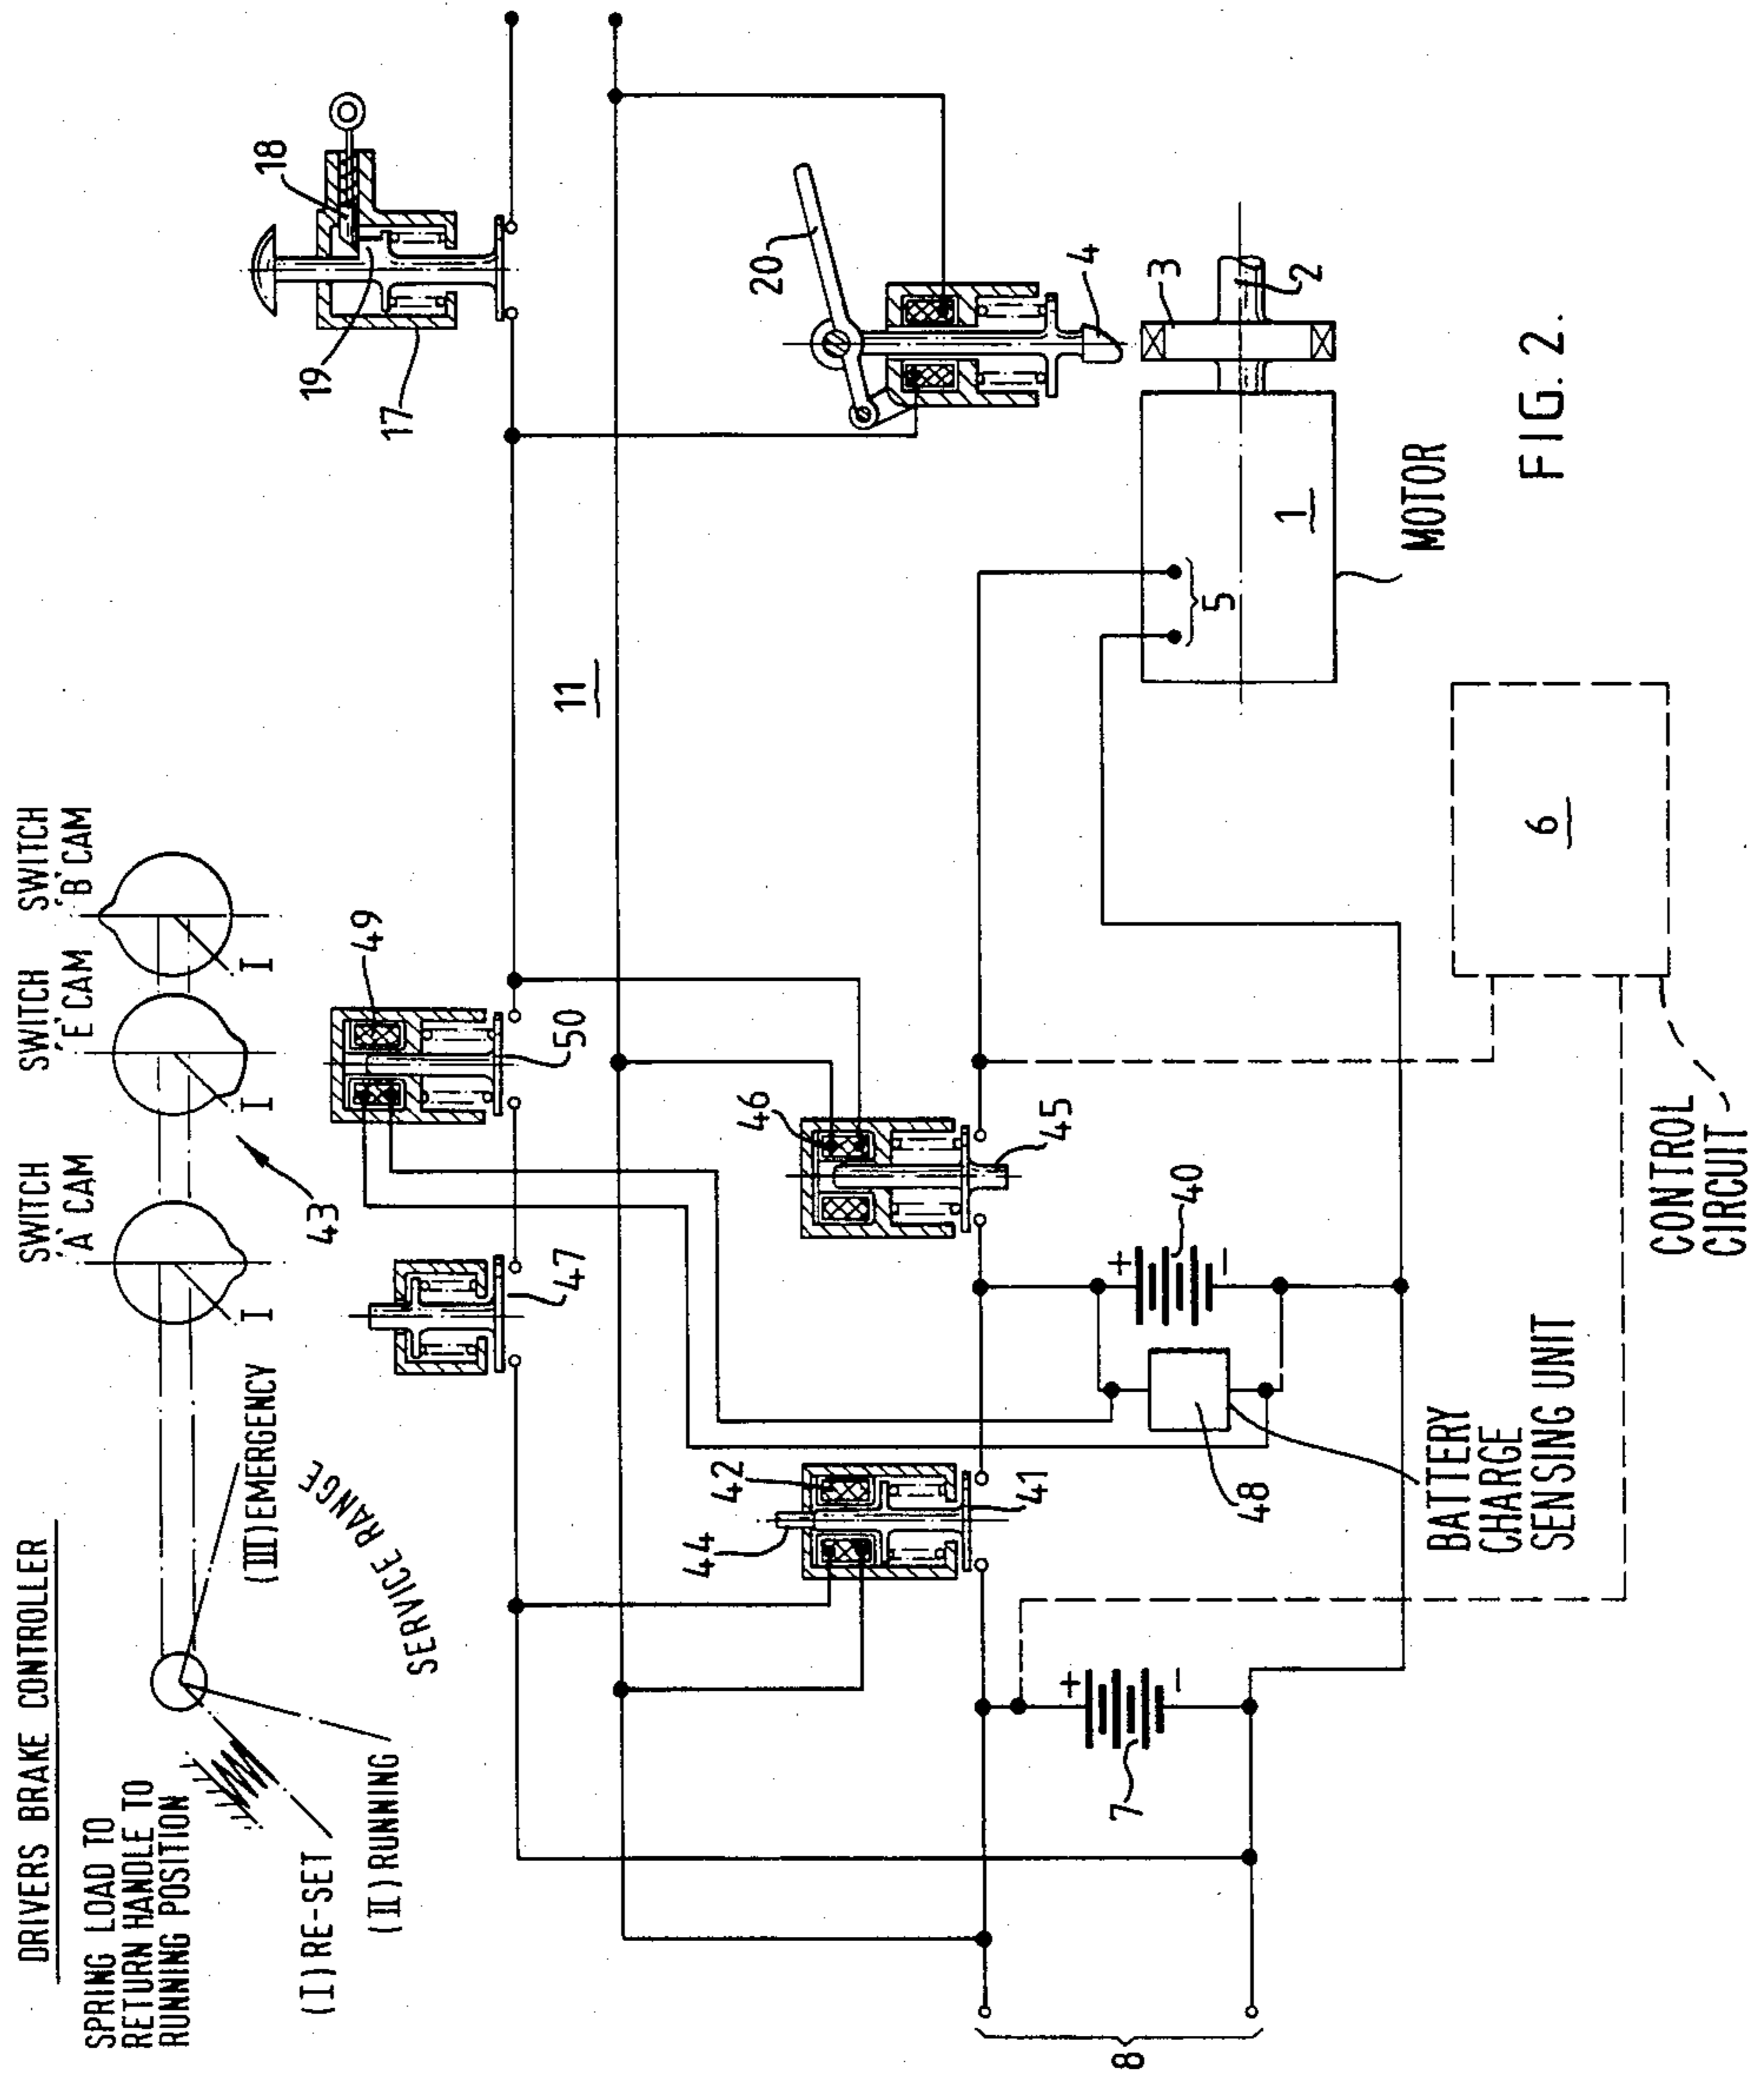 DRIVERS BRAKE CONTROLLER
SPRING LOAD TO
RETURN HANDLE TO
RUNNING POSITION
(I) RE-SET
(II) RUNNING
(III) EMERGENCY
SERVICE RANGE
SWITCH
'A' CAM
SWITCH
'E' CAM
SWITCH
'B' CAM
I
I
I
43
47
49
50
18
19
17
11
44
42
41
46
45
20
4
3
2
1
5
MOTOR
8
7
+
−
48
40
+
−
BATTERY
CHARGE
SENSING UNIT
CONTROL
CIRCUIT
6
FIG. 2.